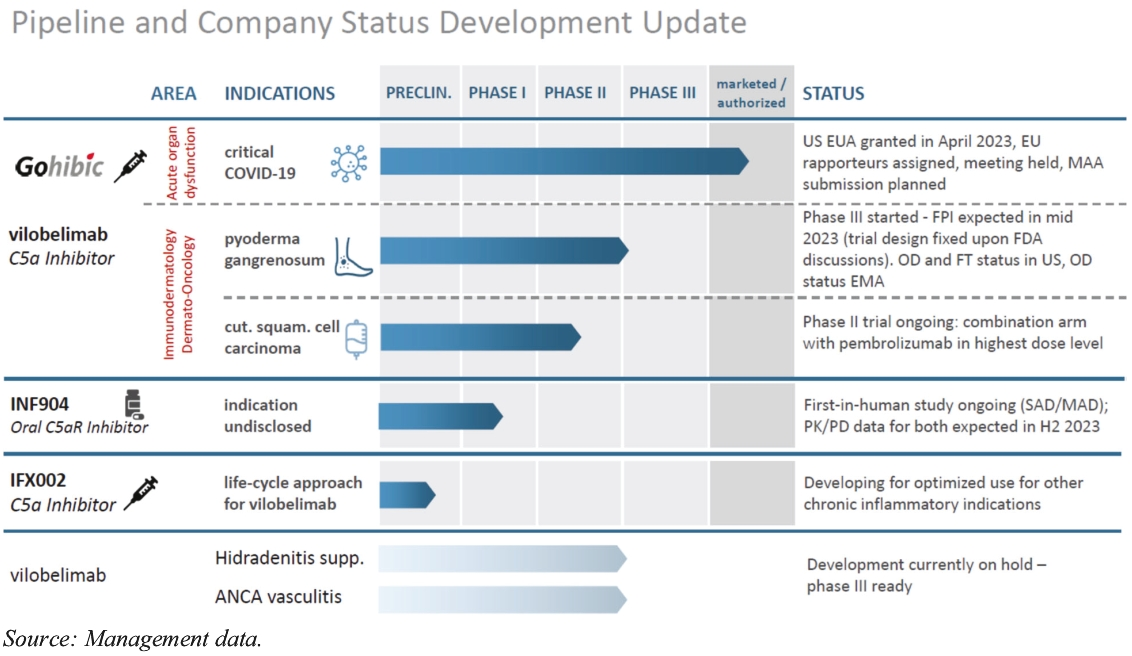 Pipeline and Company Status Development Update
AREA
INDICATIONS
PRECLIN.
PHASE I
PHASE II
PHASE III
marketed /
authorized
STATUS
Gohibic
Acute organ
dysfunction
critical
COVID-19
US EUA granted in April 2023, EU
rapporteurs assigned, meeting held, MAA
submission planned
vilobelimab
C5a Inhibitor
Immunodermatology
Dermato-Oncology
pyoderma
gangrenosum
Phase III started - FPI expected in mid
2023 (trial design fixed upon FDA
discussions). OD and FT status in US, OD
status EMA
cut. squam. cell
carcinoma
Phase II trial ongoing: combination arm
with pembrolizumab in highest dose level
INF904
Oral C5aR Inhibitor
indication
undisclosed
First-in-human study ongoing (SAD/MAD);
PK/PD data for both expected in H2 2023
IFX002
C5a Inhibitor
life-cycle approach
for vilobelimab
Developing for optimized use for other
chronic inflammatory indications
vilobelimab
Hidradenitis supp.
ANCA vasculitis
Development currently on hold –
phase III ready
Source: Management data.